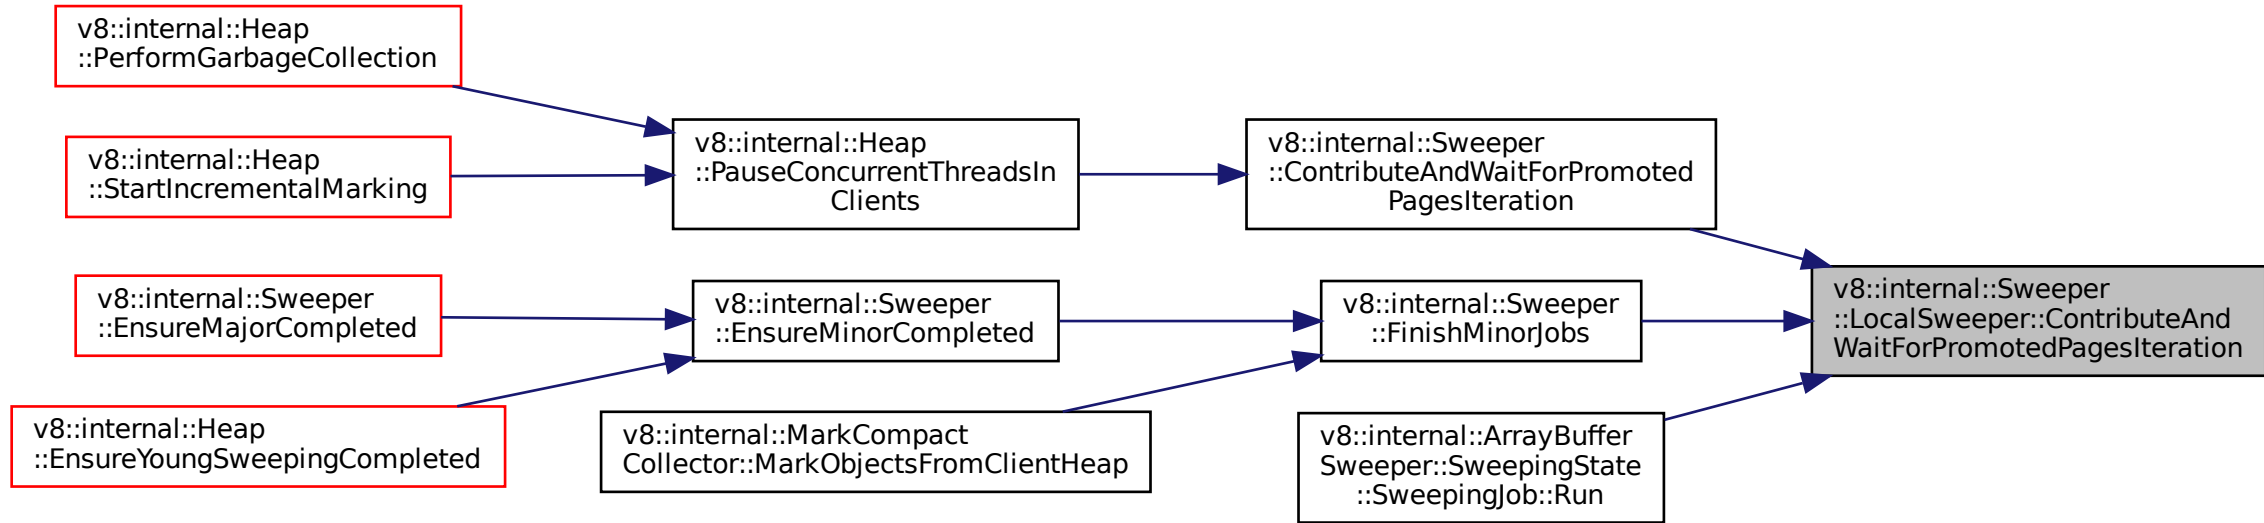 v8::internal::Heap
::PerformGarbageCollection
v8::internal::Heap
::StartIncrementalMarking
v8::internal::Heap
::PauseConcurrentThreadsIn
Clients
v8::internal::Sweeper
::ContributeAndWaitForPromoted
PagesIteration
v8::internal::Sweeper
::LocalSweeper::ContributeAnd
WaitForPromotedPagesIteration
v8::internal::Sweeper
::EnsureMajorCompleted
v8::internal::Sweeper
::EnsureMinorCompleted
v8::internal::Sweeper
::FinishMinorJobs
v8::internal::Heap
::EnsureYoungSweepingCompleted
v8::internal::MarkCompact
Collector::MarkObjectsFromClientHeap
v8::internal::ArrayBuffer
Sweeper::SweepingState
::SweepingJob::Run